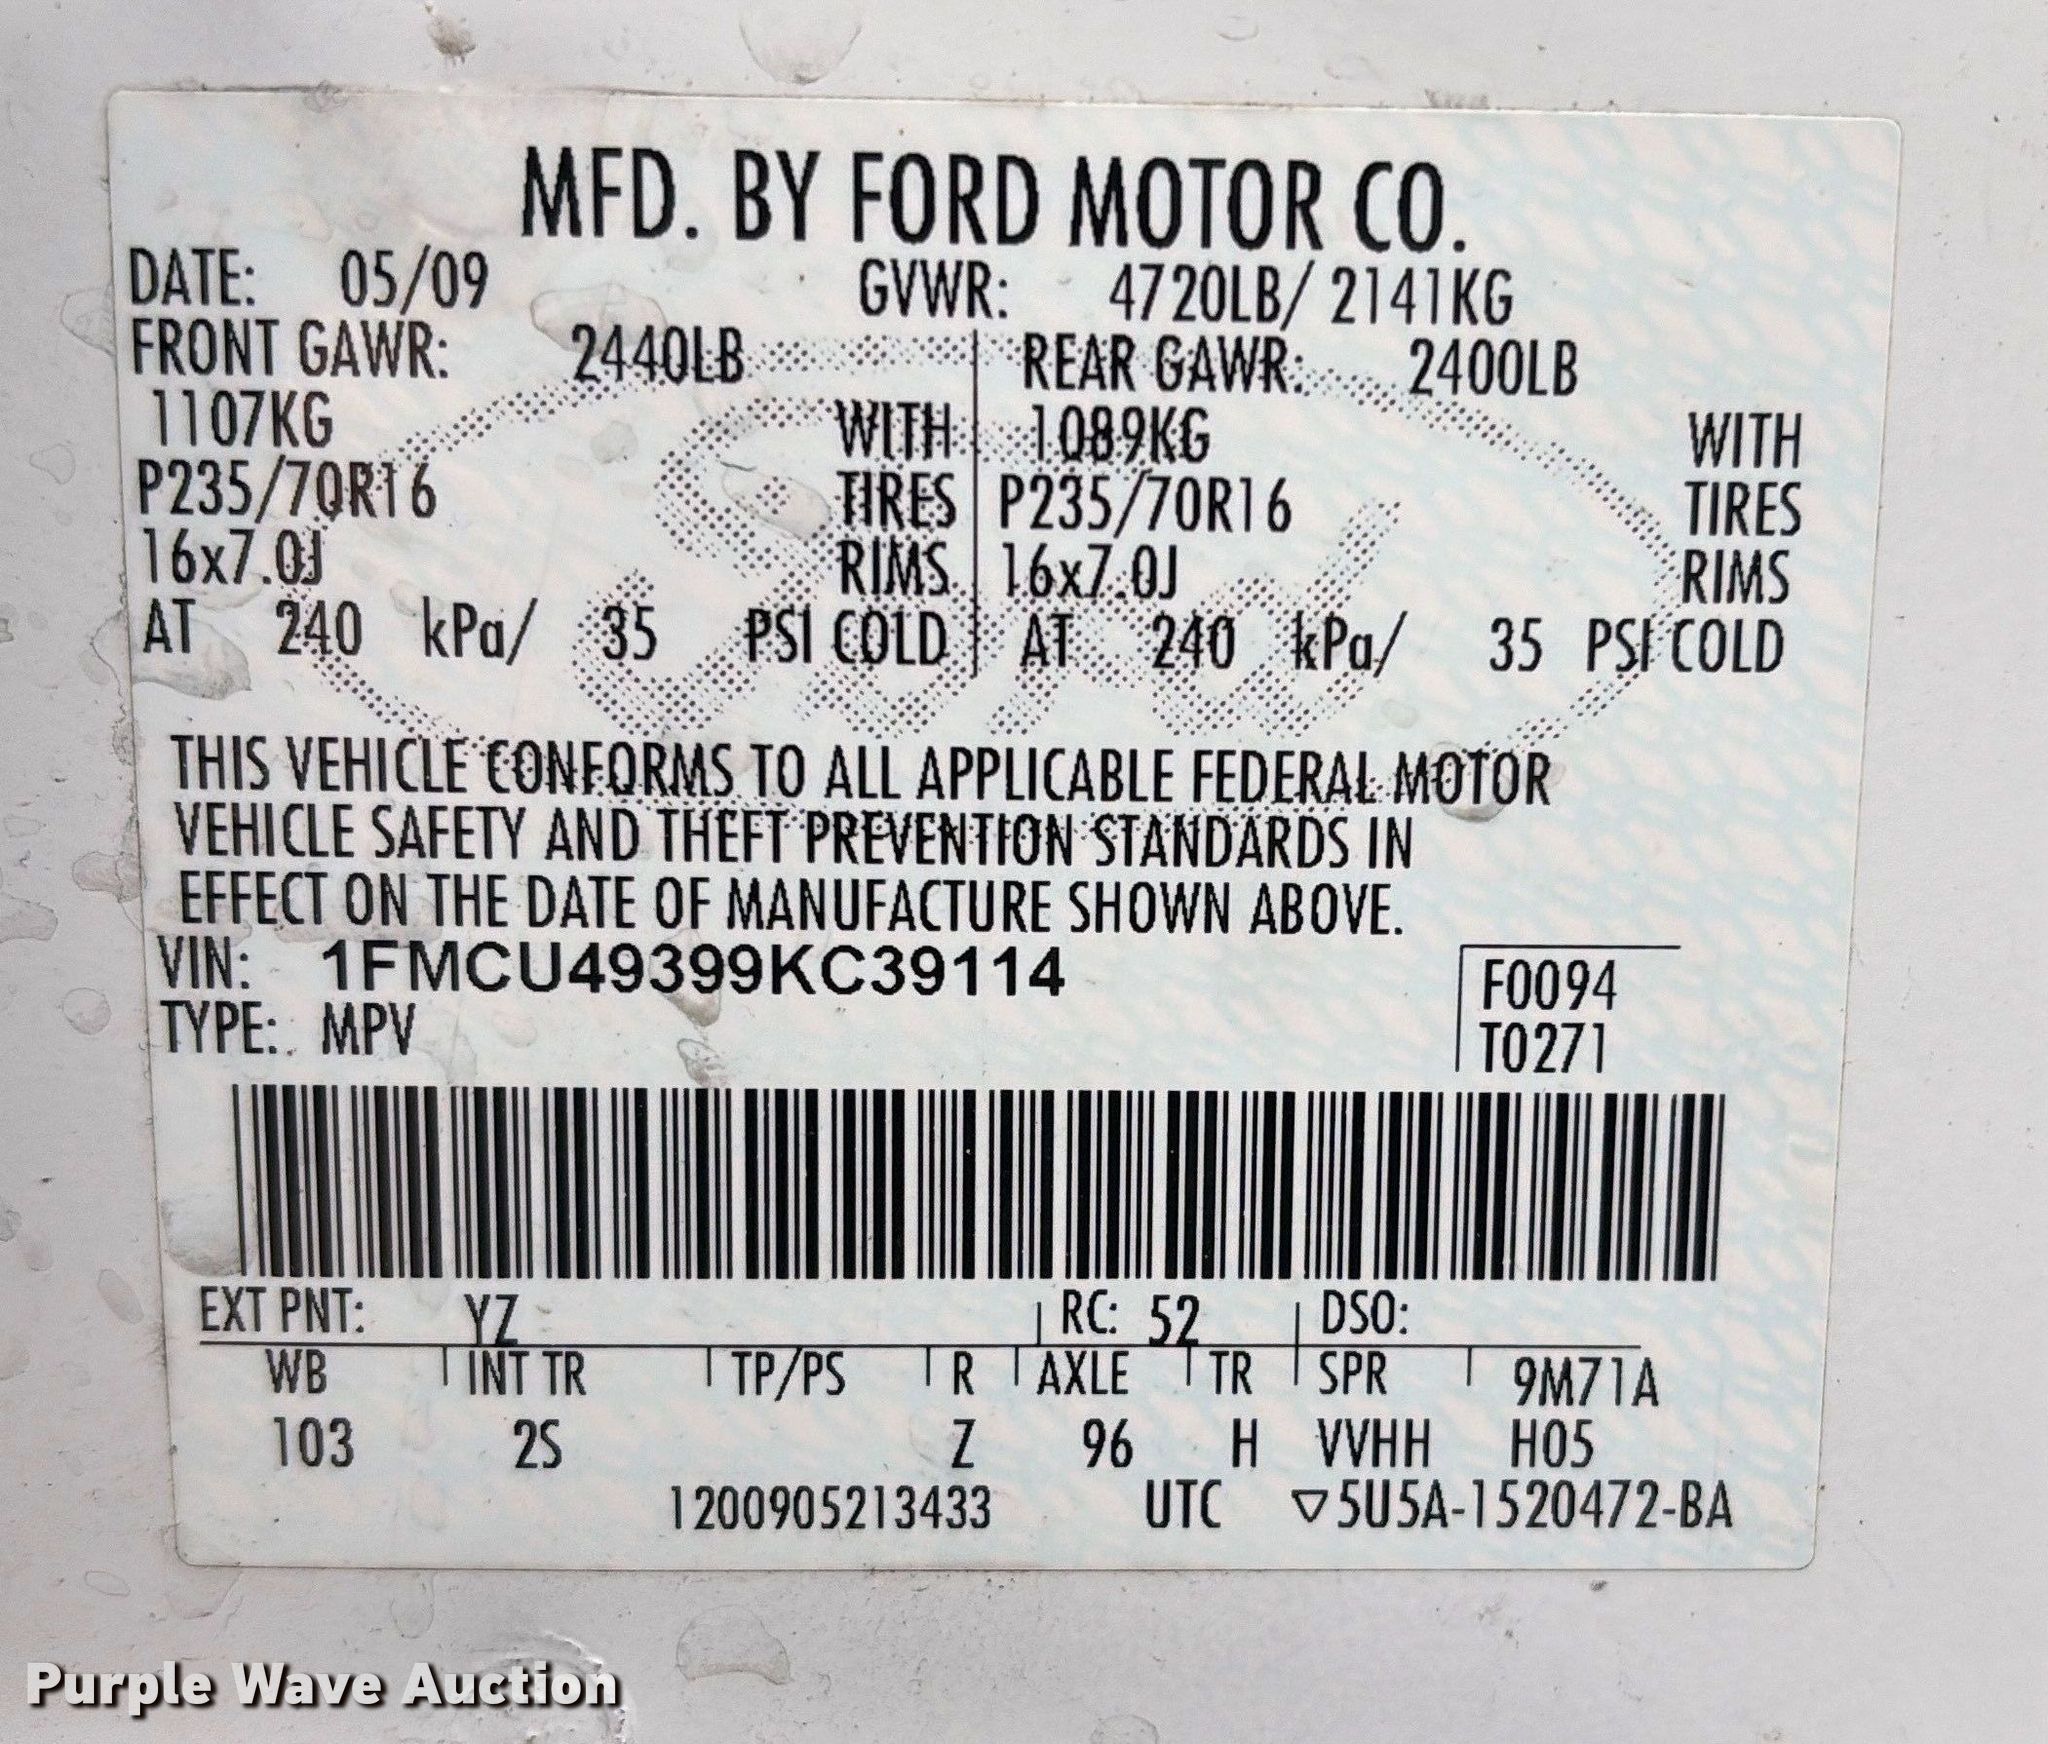 MFD. BY FORD MOTOR CO.
DATE: 05/09 GVWR: 4720LB/ 2141KG
FRONT GAWR: 2440LB REAR GAWR: 2400LB
1107KG WITH 1089KG WITH
P235/70R16 TIRES P235/70R16 TIRES
16x7.0J RIMS 16x7.0J RIMS
AT 240 kPa/ 35 PSI COLD AT 240 kPa/ 35 PSI COLD
Ford
THIS VEHICLE CONFORMS TO ALL APPLICABLE FEDERAL MOTOR
VEHICLE SAFETY AND THEFT PREVENTION STANDARDS IN
EFFECT ON THE DATE OF MANUFACTURE SHOWN ABOVE.
VIN: 1FMCU49399KC39114 F0094
TYPE: MPV T0271
EXT PNT: YZ RC: 52 DSO:
WB INT TR TP/PS R AXLE TR SPR 9M71A
103 2S Z 96 H VVHH H05
1200905213433 UTC ▽5U5A-1520472-BA
Purple Wave Auction